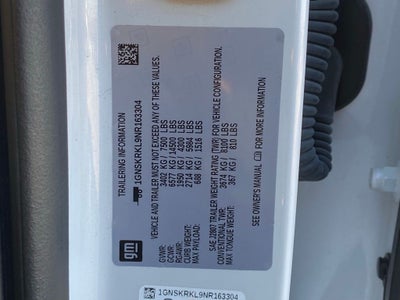 TRAILERING INFORMATION
1GNSKRKL9NR163304
VEHICLE AND TRAILER MUST NOT EXCEED ANY OF THESE VALUES.
GVWR: 3402 KG / 7500 LBS
GCWR: 6577 KG / 14500 LBS
RGAWR: 1950 KG / 4300 LBS
CURB WEIGHT: 2714 KG / 5984 LBS
MAX PAYLOAD: 688 KG / 1516 LBS
SAE J2807 TRAILER WEIGHT RATING (TWR) FOR VEHICLE CONFIGURATION.
CONVENTIONAL TWR: 3674 KG / 8100 LBS
MAX TONGUE WEIGHT: 367 KG / 810 LBS
SEE OWNER'S MANUAL FOR MORE INFORMATION
gm
1GNSKRKL9NR163304